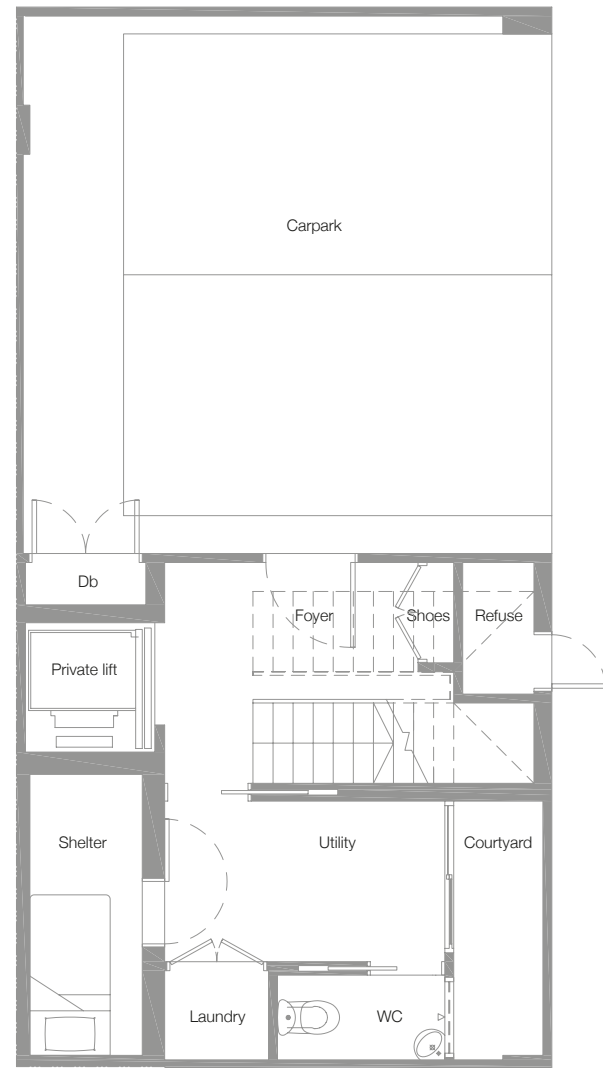 Carpark
Db
Foyer
Shoes
Refuse
Private lift
Shelter
Utility
Courtyard
Laundry
WC